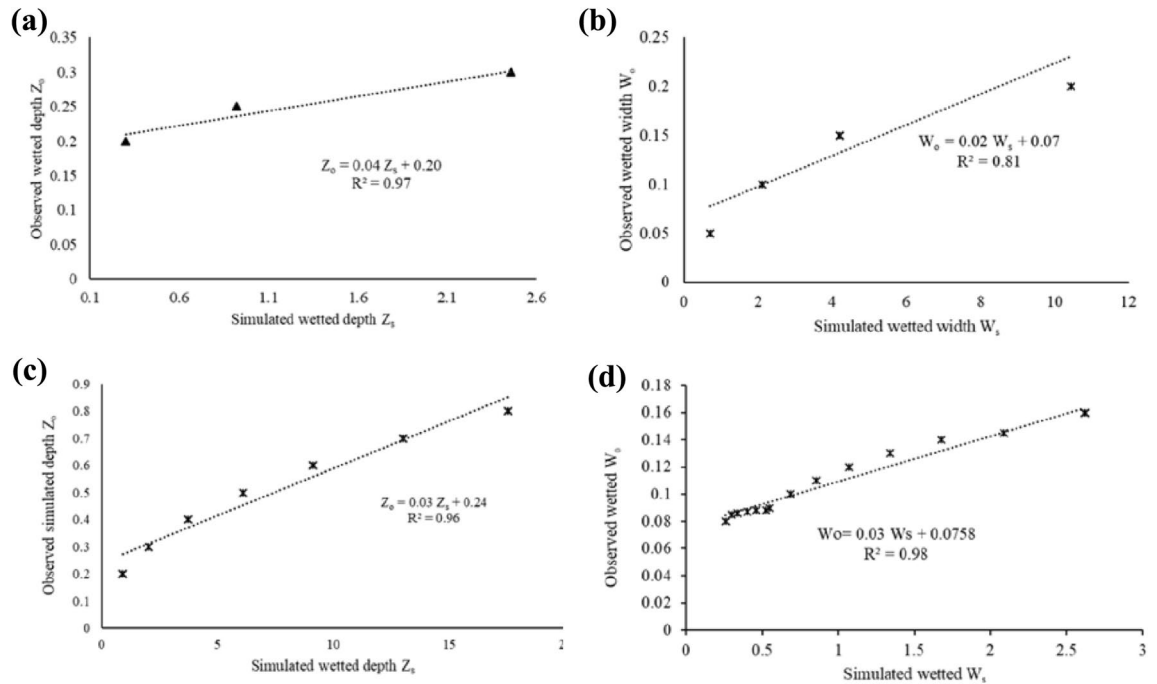 (a)
0.35
0.3
0.25
0.2
0.15
0.1
0.05
0
Observed wetted depth Zₒ
Zₒ = 0.04 Zₛ + 0.20
R² = 0.97
0.1 0.6 1.1 1.6 2.1 2.6
Simulated wetted depth Zₛ
(b)
0.25
0.2
0.15
0.1
0.05
0
Observed wetted width Wₒ
Wₒ = 0.02 Wₛ + 0.07
R² = 0.81
0 2 4 6 8 10 12
Simulated wetted width Wₛ
(c)
0.9
0.8
0.7
0.6
0.5
0.4
0.3
0.2
0.1
0
Observed simulated depth Zₒ
Zₒ = 0.03 Zₛ + 0.24
R² = 0.96
0 5 10 15 2
Simulated wetted depth Zₛ
(d)
0.18
0.16
0.14
0.12
0.1
0.08
0.06
0.04
0.02
0
Observed wetted Wₒ
Wo= 0.03 Ws + 0.0758
R² = 0.98
0 0.5 1 1.5 2 2.5 3
Simulated wetted Wₛ